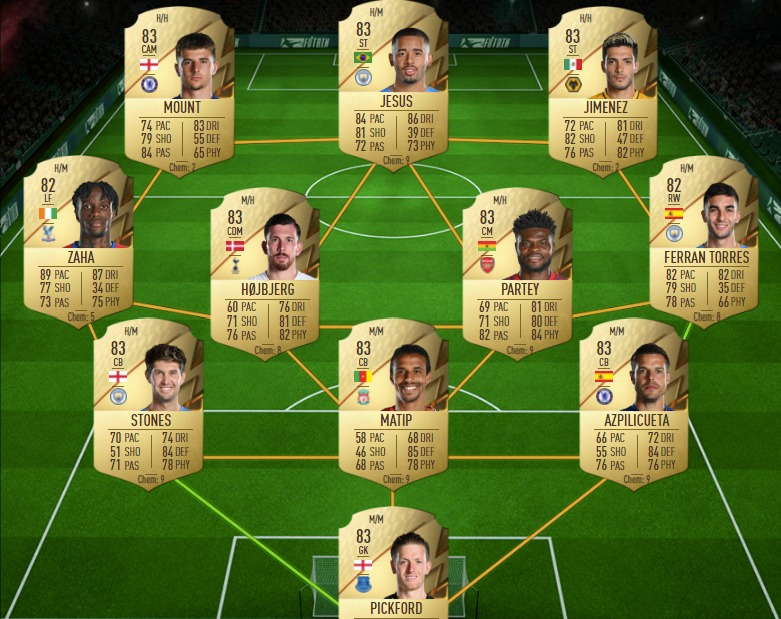 H/H
83
CAM
MOUNT
74 PAC 83 DRI
79 SHO 55 DEF
84 PAS 65 PHY
Chem: 2
H/M
83
ST
JESUS
84 PAC 86 DRI
81 SHO 39 DEF
72 PAS 73 PHY
Chem: 9
H/H
83
ST
JIMENEZ
72 PAC 81 DRI
82 SHO 47 DEF
76 PAS 82 PHY
Chem: 2
H/M
82
LF
ZAHA
89 PAC 87 DRI
77 SHO 34 DEF
73 PAS 75 PHY
Chem: 5
M/H
83
CDM
HØJBJERG
60 PAC 76 DRI
71 SHO 81 DEF
76 PAS 82 PHY
Chem: 8
M/H
83
CM
PARTEY
69 PAC 81 DRI
71 SHO 80 DEF
82 PAS 84 PHY
Chem: 9
H/M
82
RW
FERRAN TORRES
82 PAC 82 DRI
79 SHO 35 DEF
78 PAS 66 PHY
Chem: 8
H/M
83
CB
STONES
70 PAC 74 DRI
51 SHO 84 DEF
71 PAS 78 PHY
Chem: 9
M/M
83
CB
MATIP
58 PAC 68 DRI
46 SHO 85 DEF
68 PAS 78 PHY
Chem: 9
M/M
83
CB
AZPILICUETA
66 PAC 72 DRI
55 SHO 84 DEF
76 PAS 76 PHY
Chem: 9
M/M
83
GK
PICKFORD